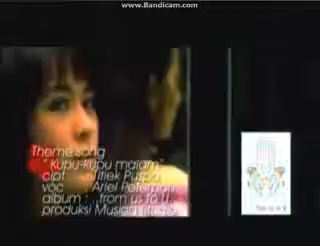 www.Bandicam.com
Theme song
"kupu-kupu malam"
cipt Titiek Puspa
voc Ariel Peterpan
album : from us to U
produksi Musica Studio